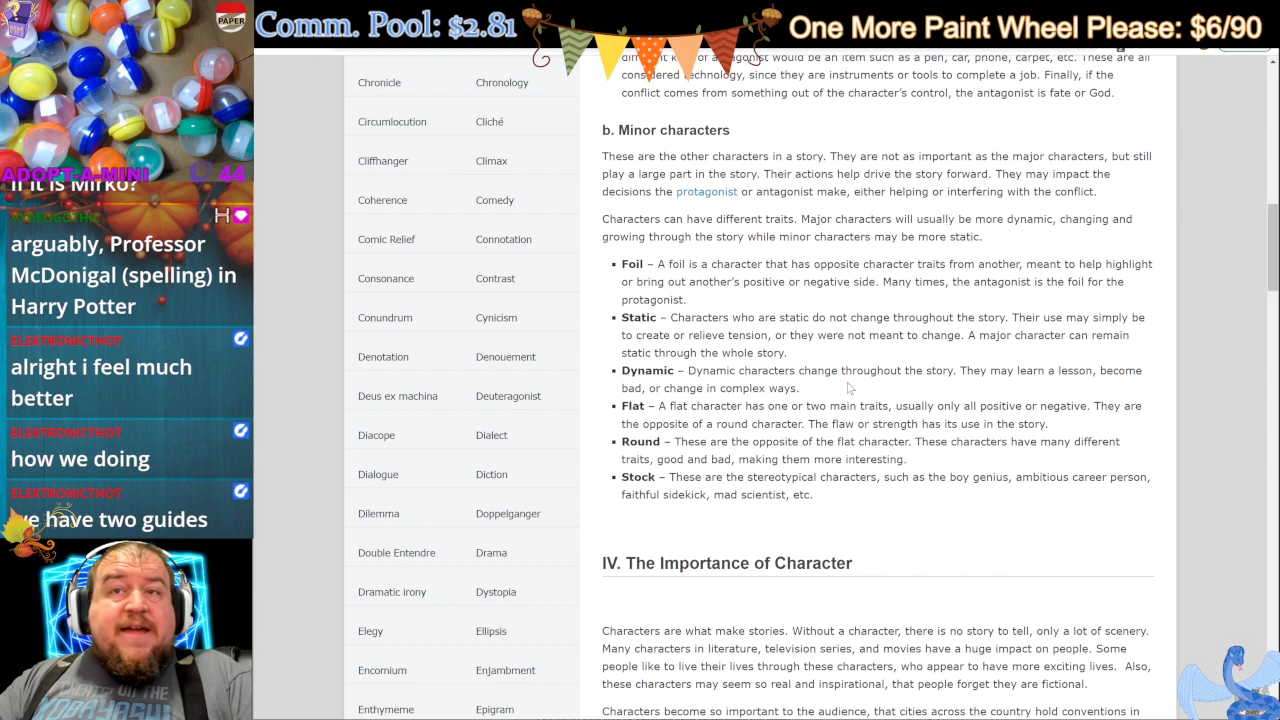 PAPER
Comm. Pool: $2.81
One More Paint Wheel Please: $6/90
MM
ADOPT-A-MINI
44
if it is Mirko?
VIDEOGOTHIC
arguably, Professor
McDonigal (spelling) in
Harry Potter
ELEKTRONICTHOT
alright i feel much
better
ELEKTRONICTHOT
how we doing
ELEKTRONICTHOT
we have two guides
Chronicle Chronology
Circumlocution Cliché
Cliffhanger Climax
Coherence Comedy
Comic Relief Connotation
Consonance Contrast
Conundrum Cynicism
Denotation Denouement
Deus ex machina Deuteragonist
Diacope Dialect
Dialogue Diction
Dilemma Doppelganger
Double Entendre Drama
Dramatic irony Dystopia
Elegy Ellipsis
Encomium Enjambment
Enthymeme Epigram
would be an item such as a pen, car, phone, carpet, etc. These are all
considered technology, since they are instruments or tools to complete a job. Finally, if the
conflict comes from something out of the character's control, the antagonist is fate or God.
b. Minor characters
These are the other characters in a story. They are not as important as the major characters, but still
play a large part in the story. Their actions help drive the story forward. They may impact the
decisions the protagonist or antagonist make, either helping or interfering with the conflict.
Characters can have different traits. Major characters will usually be more dynamic, changing and
growing through the story while minor characters may be more static.
▪ Foil – A foil is a character that has opposite character traits from another, meant to help highlight
or bring out another's positive or negative side. Many times, the antagonist is the foil for the
protagonist.
▪ Static – Characters who are static do not change throughout the story. Their use may simply be
to create or relieve tension, or they were not meant to change. A major character can remain
static through the whole story.
▪ Dynamic – Dynamic characters change throughout the story. They may learn a lesson, become
bad, or change in complex ways.
▪ Flat – A flat character has one or two main traits, usually only all positive or negative. They are
the opposite of a round character. The flaw or strength has its use in the story.
▪ Round – These are the opposite of the flat character. These characters have many different
traits, good and bad, making them more interesting.
▪ Stock – These are the stereotypical characters, such as the boy genius, ambitious career person,
faithful sidekick, mad scientist, etc.
IV. The Importance of Character
Characters are what make stories. Without a character, there is no story to tell, only a lot of scenery.
Many characters in literature, television series, and movies have a huge impact on people. Some
people like to live their lives through these characters, who appear to have more exciting lives. Also,
these characters may seem so real and inspirational, that people forget they are fictional.
Characters become so important to the audience, that cities across the country hold conventions in